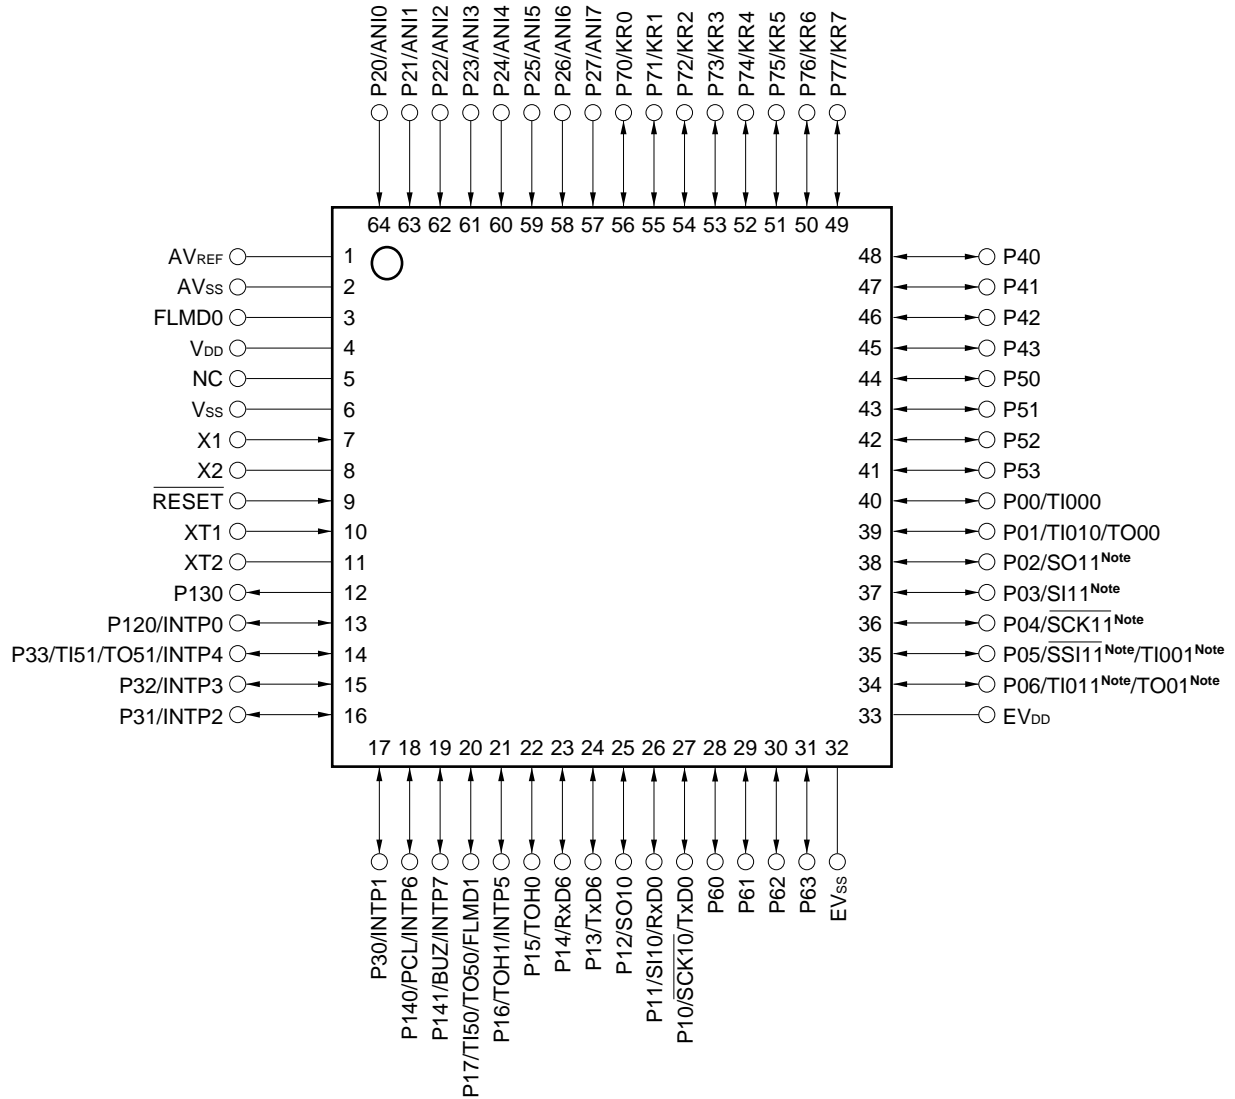 P20/ANI0
P21/ANI1
P22/ANI2
P23/ANI3
P24/ANI4
P25/ANI5
P26/ANI6
P27/ANI7
P70/KR0
P71/KR1
P72/KR2
P73/KR3
P74/KR4
P75/KR5
P76/KR6
P77/KR7
64 63 62 61 60 59 58 57 56 55 54 53 52 51 50 49
AVREF 1
AVSS 2
FLMD0 3
VDD 4
NC 5
VSS 6
X1 7
X2 8
RESET 9
XT1 10
XT2 11
P130 12
P120/INTP0 13
P33/TI51/TO51/INTP4 14
P32/INTP3 15
P31/INTP2 16
48 P40
47 P41
46 P42
45 P43
44 P50
43 P51
42 P52
41 P53
40 P00/TI000
39 P01/TI010/TO00
38 P02/SO11Note
37 P03/SI11Note
36 P04/SCK11Note
35 P05/SSI11Note/TI001Note
34 P06/TI011Note/TO01Note
33 EVDD
17 18 19 20 21 22 23 24 25 26 27 28 29 30 31 32
P30/INTP1
P140/PCL/INTP6
P141/BUZ/INTP7
P17/TI50/TO50/FLMD1
P16/TOH1/INTP5
P15/TOH0
P14/RxD6
P13/TxD6
P12/SO10
P11/SI10/RxD0
P10/SCK10/TxD0
P60
P61
P62
P63
EVSS